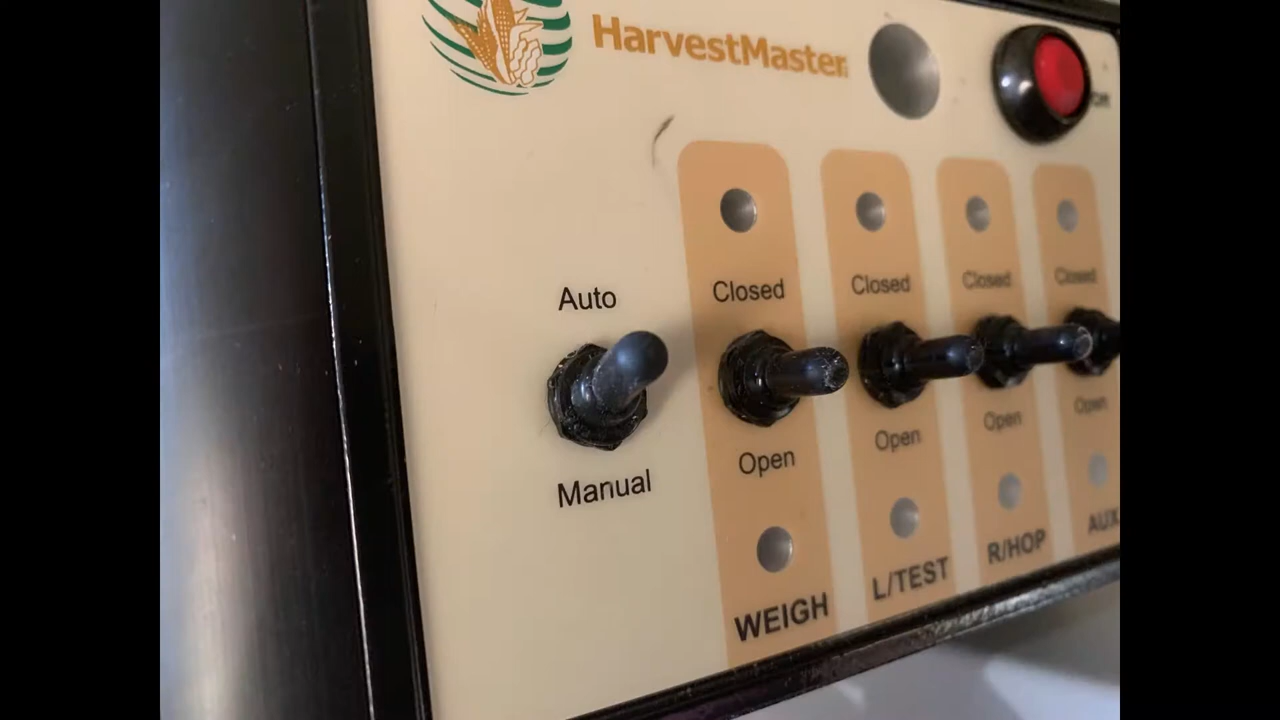 HarvestMaster
Auto
Manual
Closed
Open
WEIGH
Closed
Open
L/TEST
Closed
Open
R/HOP
Closed
Open
AUX